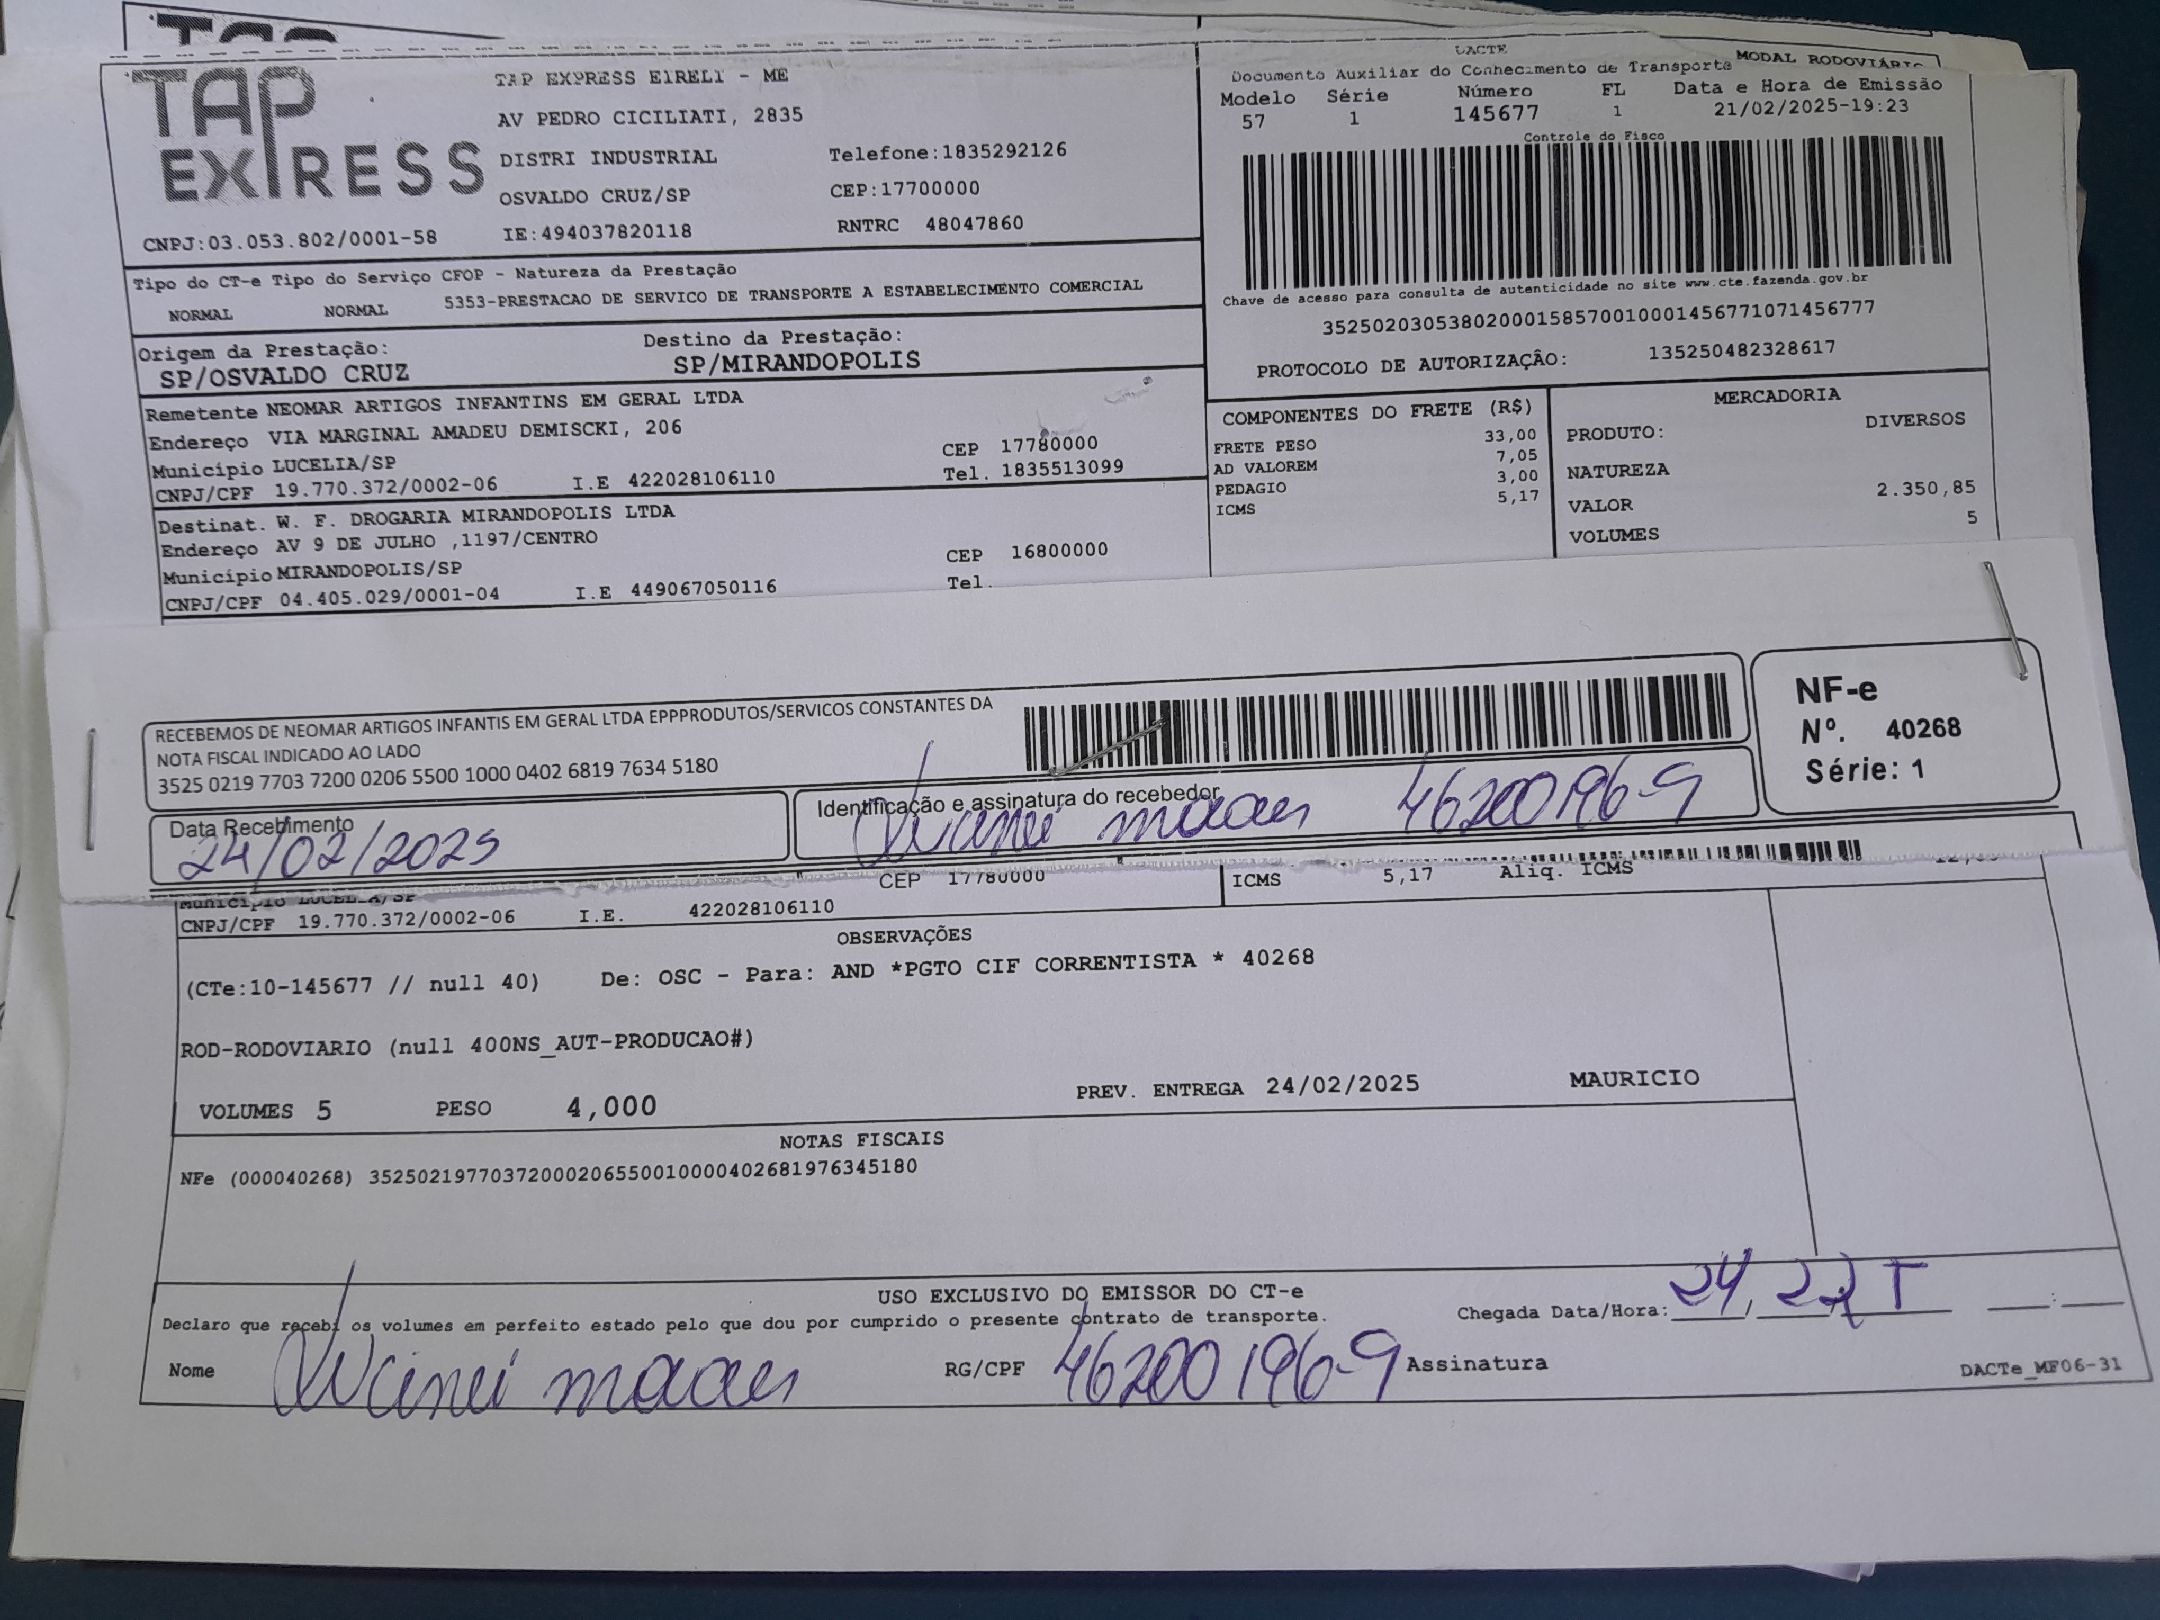 TAP EXPRESS
TAP EXPRESS EIRELI - ME
AV PEDRO CICILIATI, 2835
DISTRI INDUSTRIAL Telefone:1835292126
OSVALDO CRUZ/SP CEP:17700000
CNPJ:03.053.802/0001-58 IE:494037820118 RNTRC 48047860
DACTE
Documento Auxiliar do Conhecimento de Transporte MODAL RODOVIÁRIO
Modelo Série Número FL Data e Hora de Emissão
57 1 145677 1 21/02/2025-19:23
Controle do Fisco
Chave de acesso para consulta de autenticidade no site www.cte.fazenda.gov.br
35250203053802000158570010001456771071456777
PROTOCOLO DE AUTORIZAÇÃO: 135250482328617
Tipo do CT-e Tipo do Serviço CFOP - Natureza da Prestação
NORMAL NORMAL 5353-PRESTACAO DE SERVICO DE TRANSPORTE A ESTABELECIMENTO COMERCIAL
Origem da Prestação: Destino da Prestação:
SP/OSVALDO CRUZ SP/MIRANDOPOLIS
Remetente NEOMAR ARTIGOS INFANTINS EM GERAL LTDA
Endereço VIA MARGINAL AMADEU DEMISCKI, 206
Município LUCELIA/SP CEP 17780000
CNPJ/CPF 19.770.372/0002-06 I.E 422028106110 Tel. 1835513099
Destinat. W. F. DROGARIA MIRANDOPOLIS LTDA
Endereço AV 9 DE JULHO ,1197/CENTRO
Município MIRANDOPOLIS/SP CEP 16800000
CNPJ/CPF 04.405.029/0001-04 I.E 449067050116 Tel.
COMPONENTES DO FRETE (R$)
FRETE PESO 33,00
AD VALOREM 7,05
PEDAGIO 3,00
ICMS 5,17
MERCADORIA
PRODUTO: DIVERSOS
NATUREZA
VALOR 2.350,85
VOLUMES 5
RECEBEMOS DE NEOMAR ARTIGOS INFANTIS EM GERAL LTDA EPPPRODUTOS/SERVICOS CONSTANTES DA
NOTA FISCAL INDICADO AO LADO
3525 0219 7703 7200 0206 5500 1000 0402 6819 7634 5180
NF-e
Nº. 40268
Série: 1
Data Recebimento
24/02/2025
Identificação e assinatura do recebedor
46200196-9
Município LUCELIA/SP CEP 17780000 ICMS 5,17 Aliq. ICMS
CNPJ/CPF 19.770.372/0002-06 I.E. 422028106110
OBSERVAÇÕES
(CTe:10-145677 // null 40) De: OSC - Para: AND *PGTO CIF CORRENTISTA * 40268
ROD-RODOVIARIO (null 400NS_AUT-PRODUCAO#)
VOLUMES 5 PESO 4,000 PREV. ENTREGA 24/02/2025 MAURICIO
NOTAS FISCAIS
NFe (000040268) 35250219770372000206550010000402681976345180
USO EXCLUSIVO DO EMISSOR DO CT-e
Declaro que recebi os volumes em perfeito estado pelo que dou por cumprido o presente contrato de transporte. Chegada Data/Hora: 24
Nome RG/CPF 46200196-9 Assinatura
DACTe_MF06-31